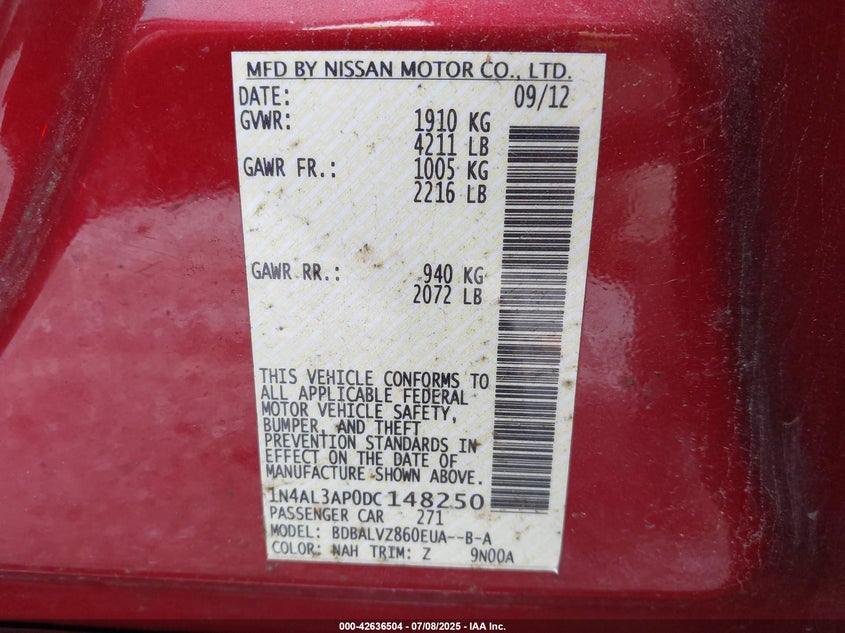 MFD BY NISSAN MOTOR CO., LTD.
DATE: 09/12
GVWR: 1910 KG
4211 LB
GAWR FR.: 1005 KG
2216 LB
GAWR RR.: 940 KG
2072 LB
THIS VEHICLE CONFORMS TO
ALL APPLICABLE FEDERAL
MOTOR VEHICLE SAFETY,
BUMPER, AND THEFT
PREVENTION STANDARDS IN
EFFECT ON THE DATE OF
MANUFACTURE SHOWN ABOVE.
1N4AL3AP0DC148250
PASSENGER CAR 271
MODEL: BDBALVZ860EUA--B-A
COLOR: NAH TRIM: Z 9N00A
000-42636504 - 07/08/2025 - IAA Inc.